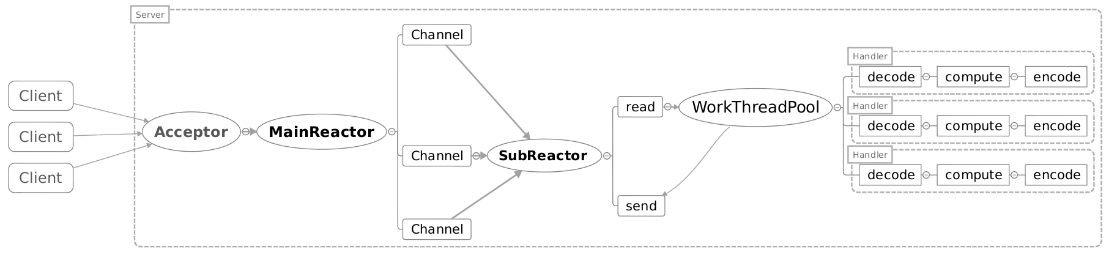 Server
Client
Client
Client
Acceptor
MainReactor
Channel
Channel
Channel
SubReactor
read
send
WorkThreadPool
Handler
decode compute encode
Handler
decode compute encode
Handler
decode compute encode